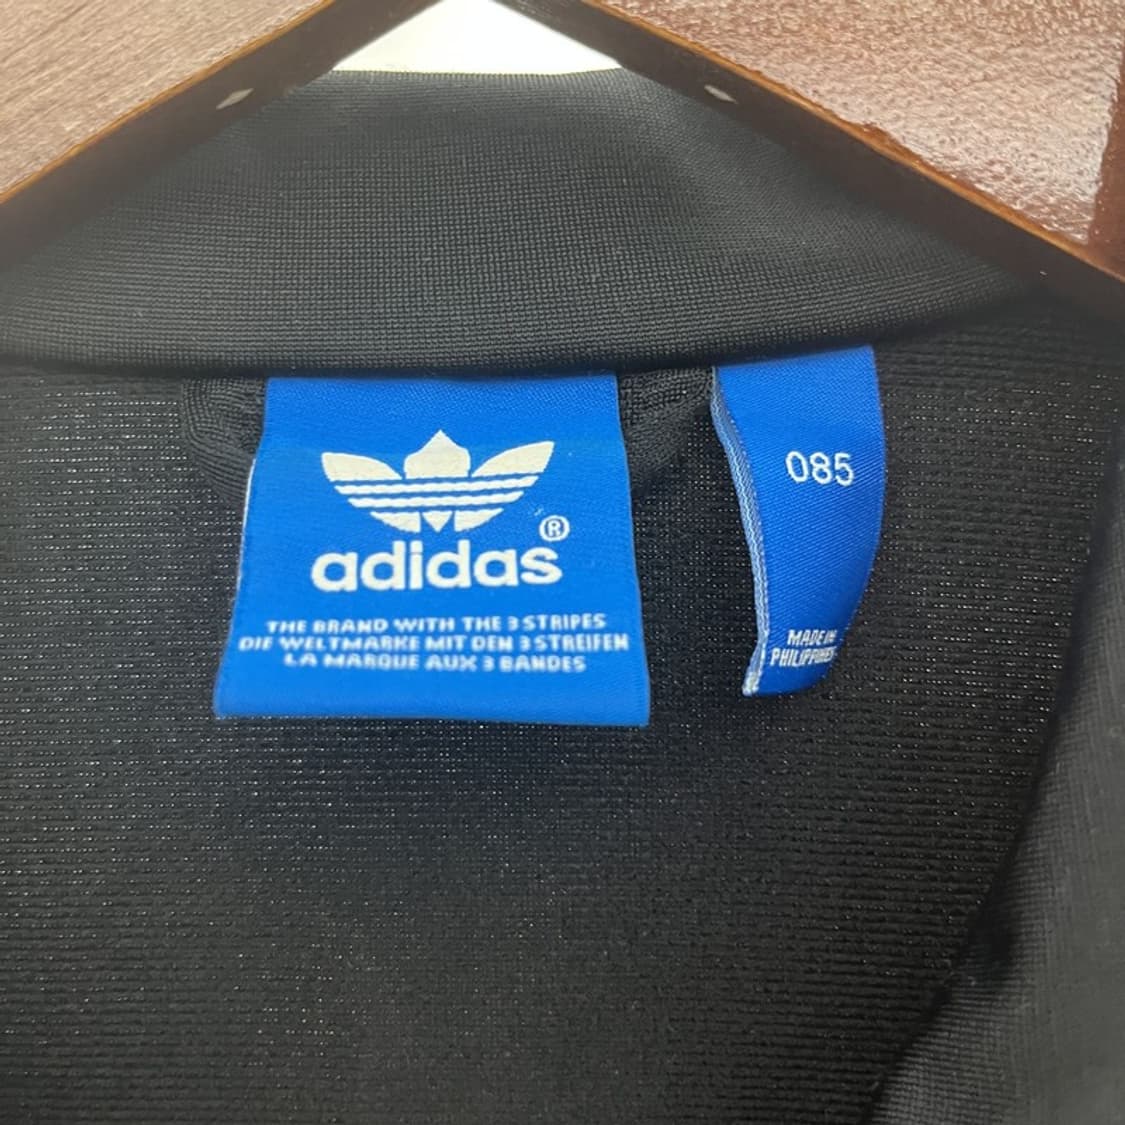 ®
adidas
THE BRAND WITH THE 3 STRIPES
DIE WELTMARKE MIT DEN 3 STREIFEN
LA MARQUE AUX 3 BANDES
085
MADE IN
PHILIPPINES